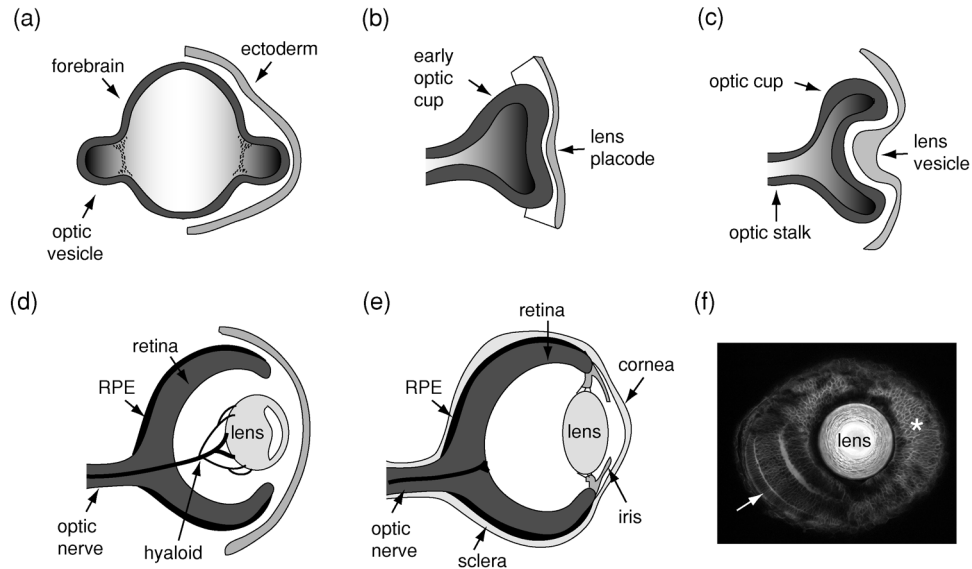 (a)
ectoderm
forebrain
optic
vesicle
(b)
early
optic
cup
lens
placode
(c)
optic cup
lens
vesicle
optic stalk
(d)
retina
RPE
lens
optic
nerve
hyaloid
(e)
retina
cornea
RPE
lens
iris
optic
nerve
sclera
(f)
lens
*